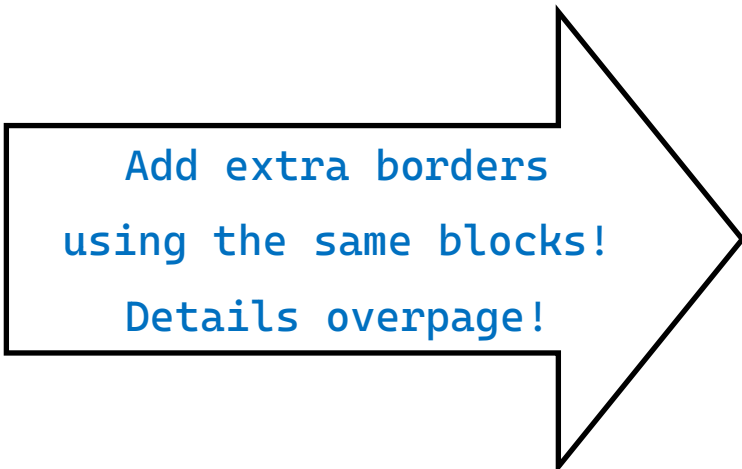 Add extra borders
using the same blocks!
Details overpage!